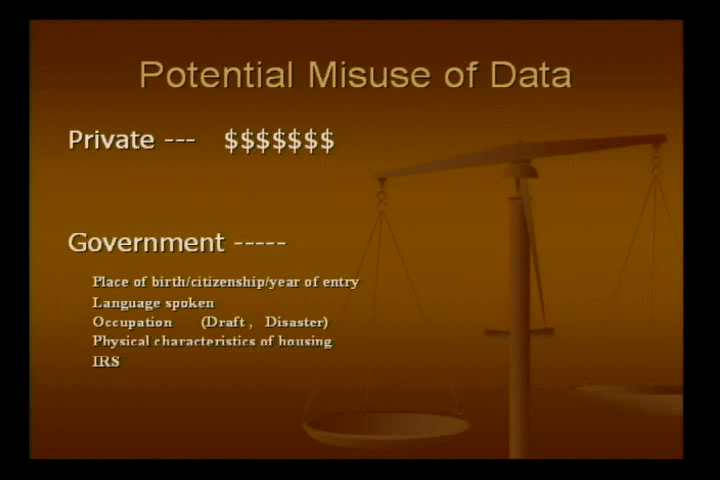 Potential Misuse of Data
Private --- $$$$$$$
Government -----
Place of birth/citizenship/year of entry
Language spoken
Occupation (Draft , Disaster)
Physical characteristics of housing
IRS